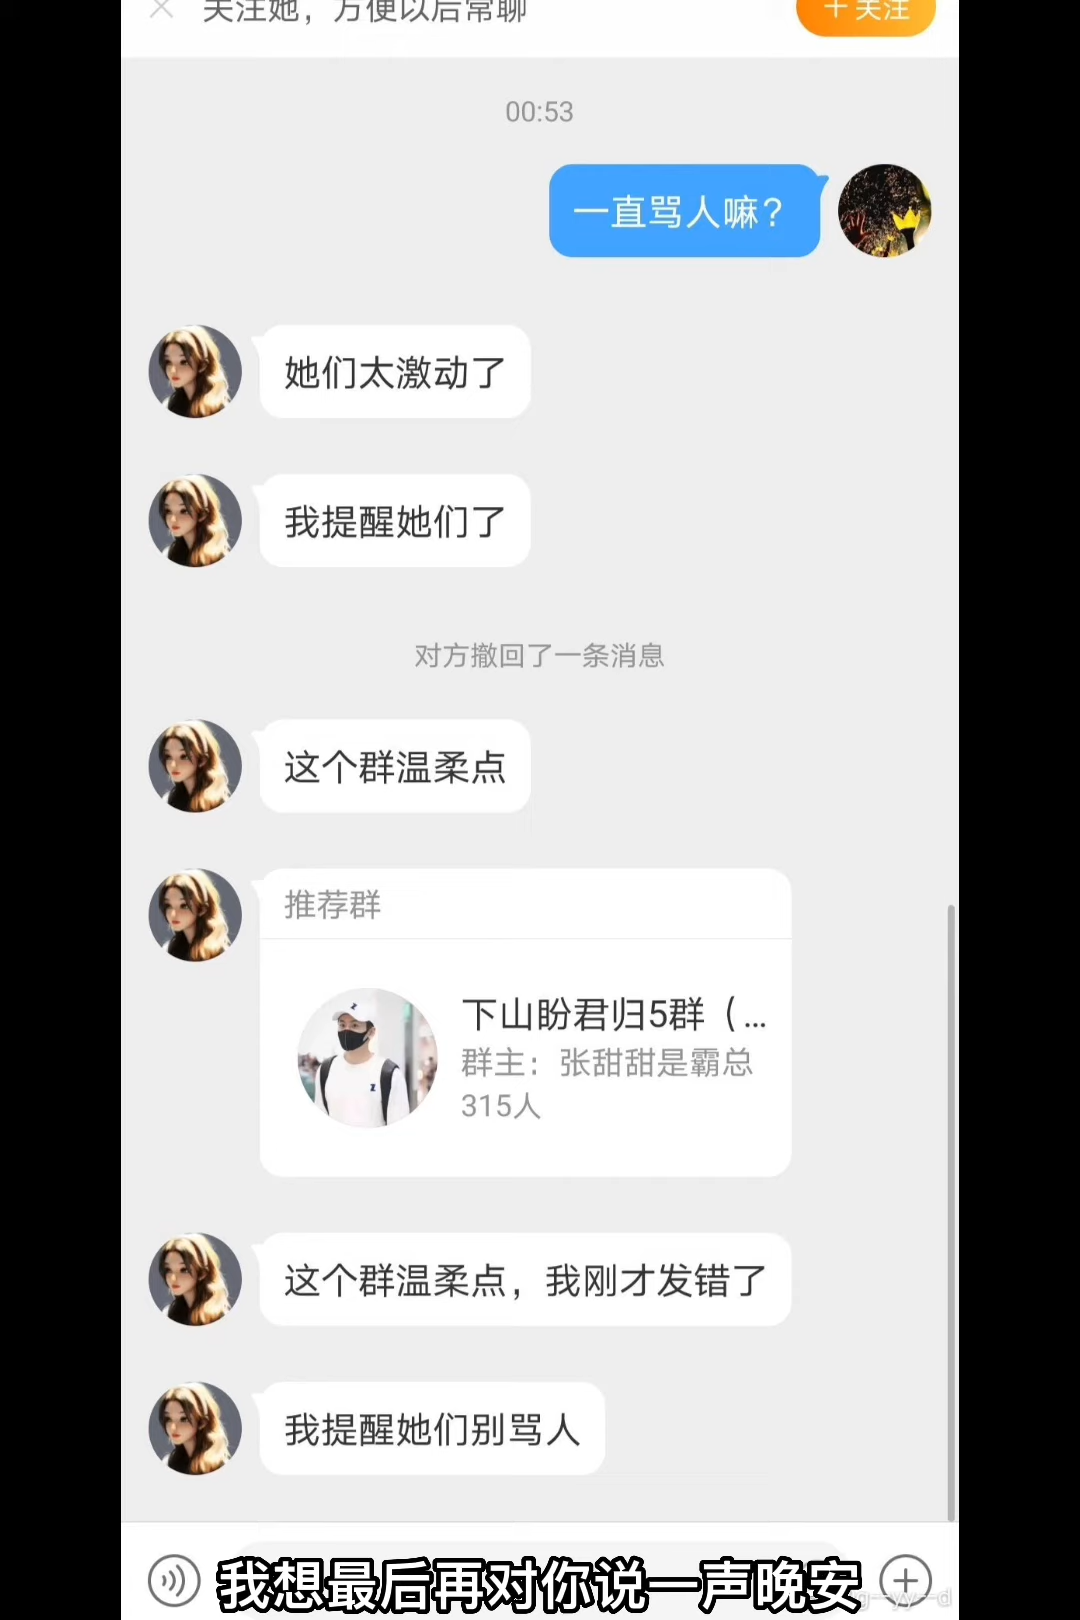 关注她，方便以后常聊
+ 关注
00:53
一直骂人嘛？
她们太激动了
我提醒她们了
对方撤回了一条消息
这个群温柔点
推荐群
下山盼君归5群（...
群主：张甜甜是霸总
315人
这个群温柔点，我刚才发错了
我提醒她们别骂人
我想最后再对你说一声晚安